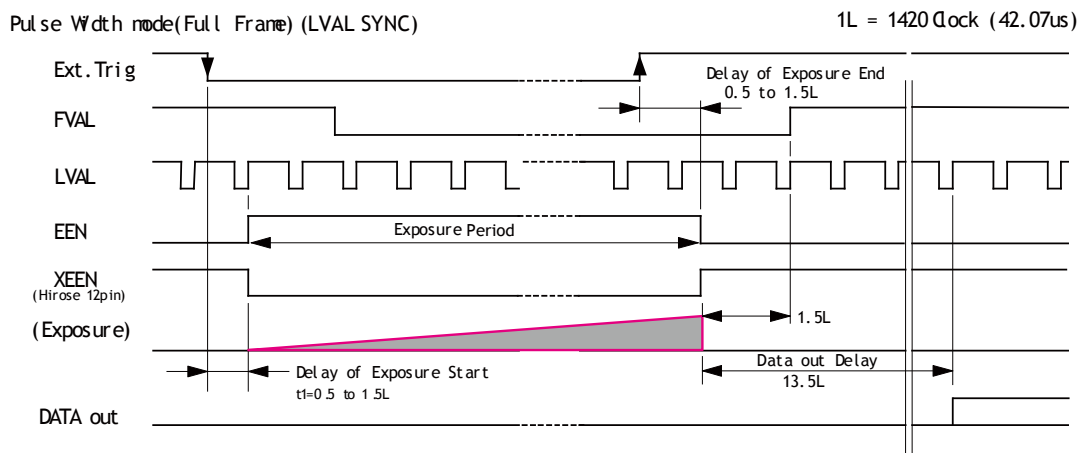 Pulse Width mode(Full Frame) (LVAL SYNC)
1L = 1420 Clock (42.07us)
Ext.Trig
Delay of Exposure End
0.5 to 1.5L
FVAL
LVAL
EEN
Exposure Period
XEEN
(Hirose 12pin)
(Exposure)
1.5L
Delay of Exposure Start
t1=0.5 to 1.5L
Data out Delay
13.5L
DATA out